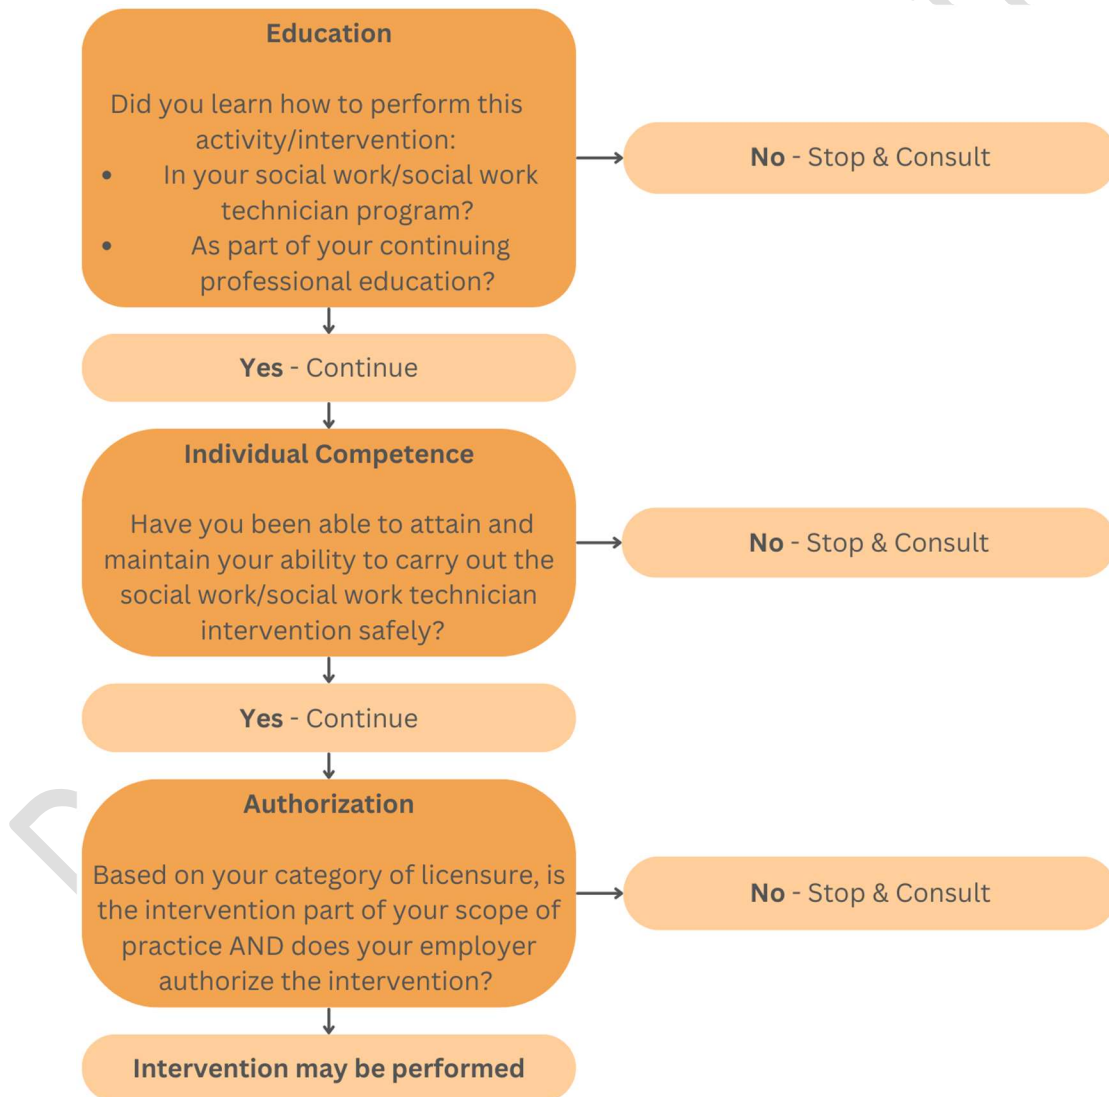 Education
Did you learn how to perform this
activity/intervention:
• In your social work/social work
technician program?
• As part of your continuing
professional education?
No - Stop & Consult
Yes - Continue
Individual Competence
Have you been able to attain and
maintain your ability to carry out the
social work/social work technician
intervention safely?
No - Stop & Consult
Yes - Continue
Authorization
Based on your category of licensure, is
the intervention part of your scope of
practice AND does your employer
authorize the intervention?
No - Stop & Consult
Intervention may be performed